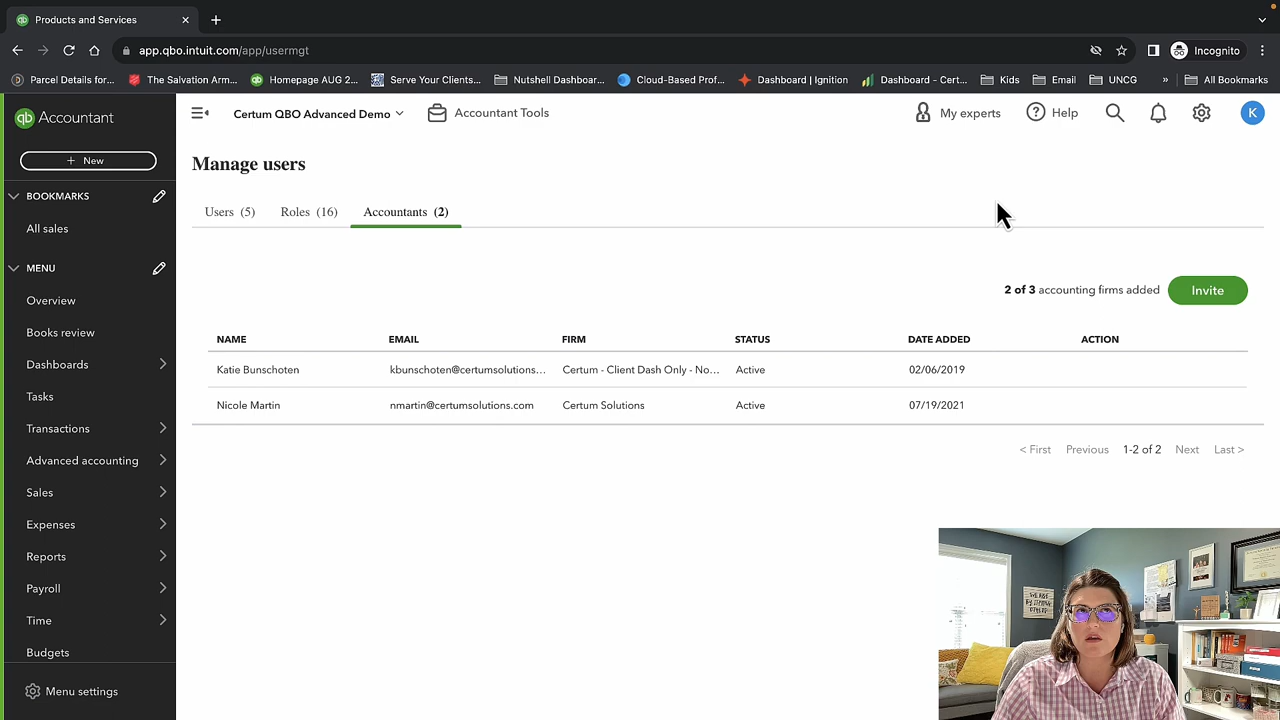 Products and Services
app.qbo.intuit.com/app/usermgt
Incognito
Parcel Details for...
The Salvation Arm...
Homepage AUG 2...
Serve Your Clients...
Nutshell Dashboar...
Cloud-Based Prof...
Dashboard | Ignition
Dashboard - Cert...
Kids
Email
UNCG
»
All Bookmarks
qb Accountant
Certum QBO Advanced Demo
Accountant Tools
My experts
Help
K
+ New
BOOKMARKS
All sales
MENU
Overview
Books review
Dashboards
Tasks
Transactions
Advanced accounting
Sales
Expenses
Reports
Payroll
Time
Budgets
Menu settings
Manage users
Users (5)
Roles (16)
Accountants (2)
2 of 3 accounting firms added
Invite
NAME EMAIL FIRM STATUS DATE ADDED ACTION
Katie Bunschoten kbunschoten@certumsolutions... Certum - Client Dash Only - No... Active 02/06/2019
Nicole Martin nmartin@certumsolutions.com Certum Solutions Active 07/19/2021
< First Previous 1-2 of 2 Next Last >